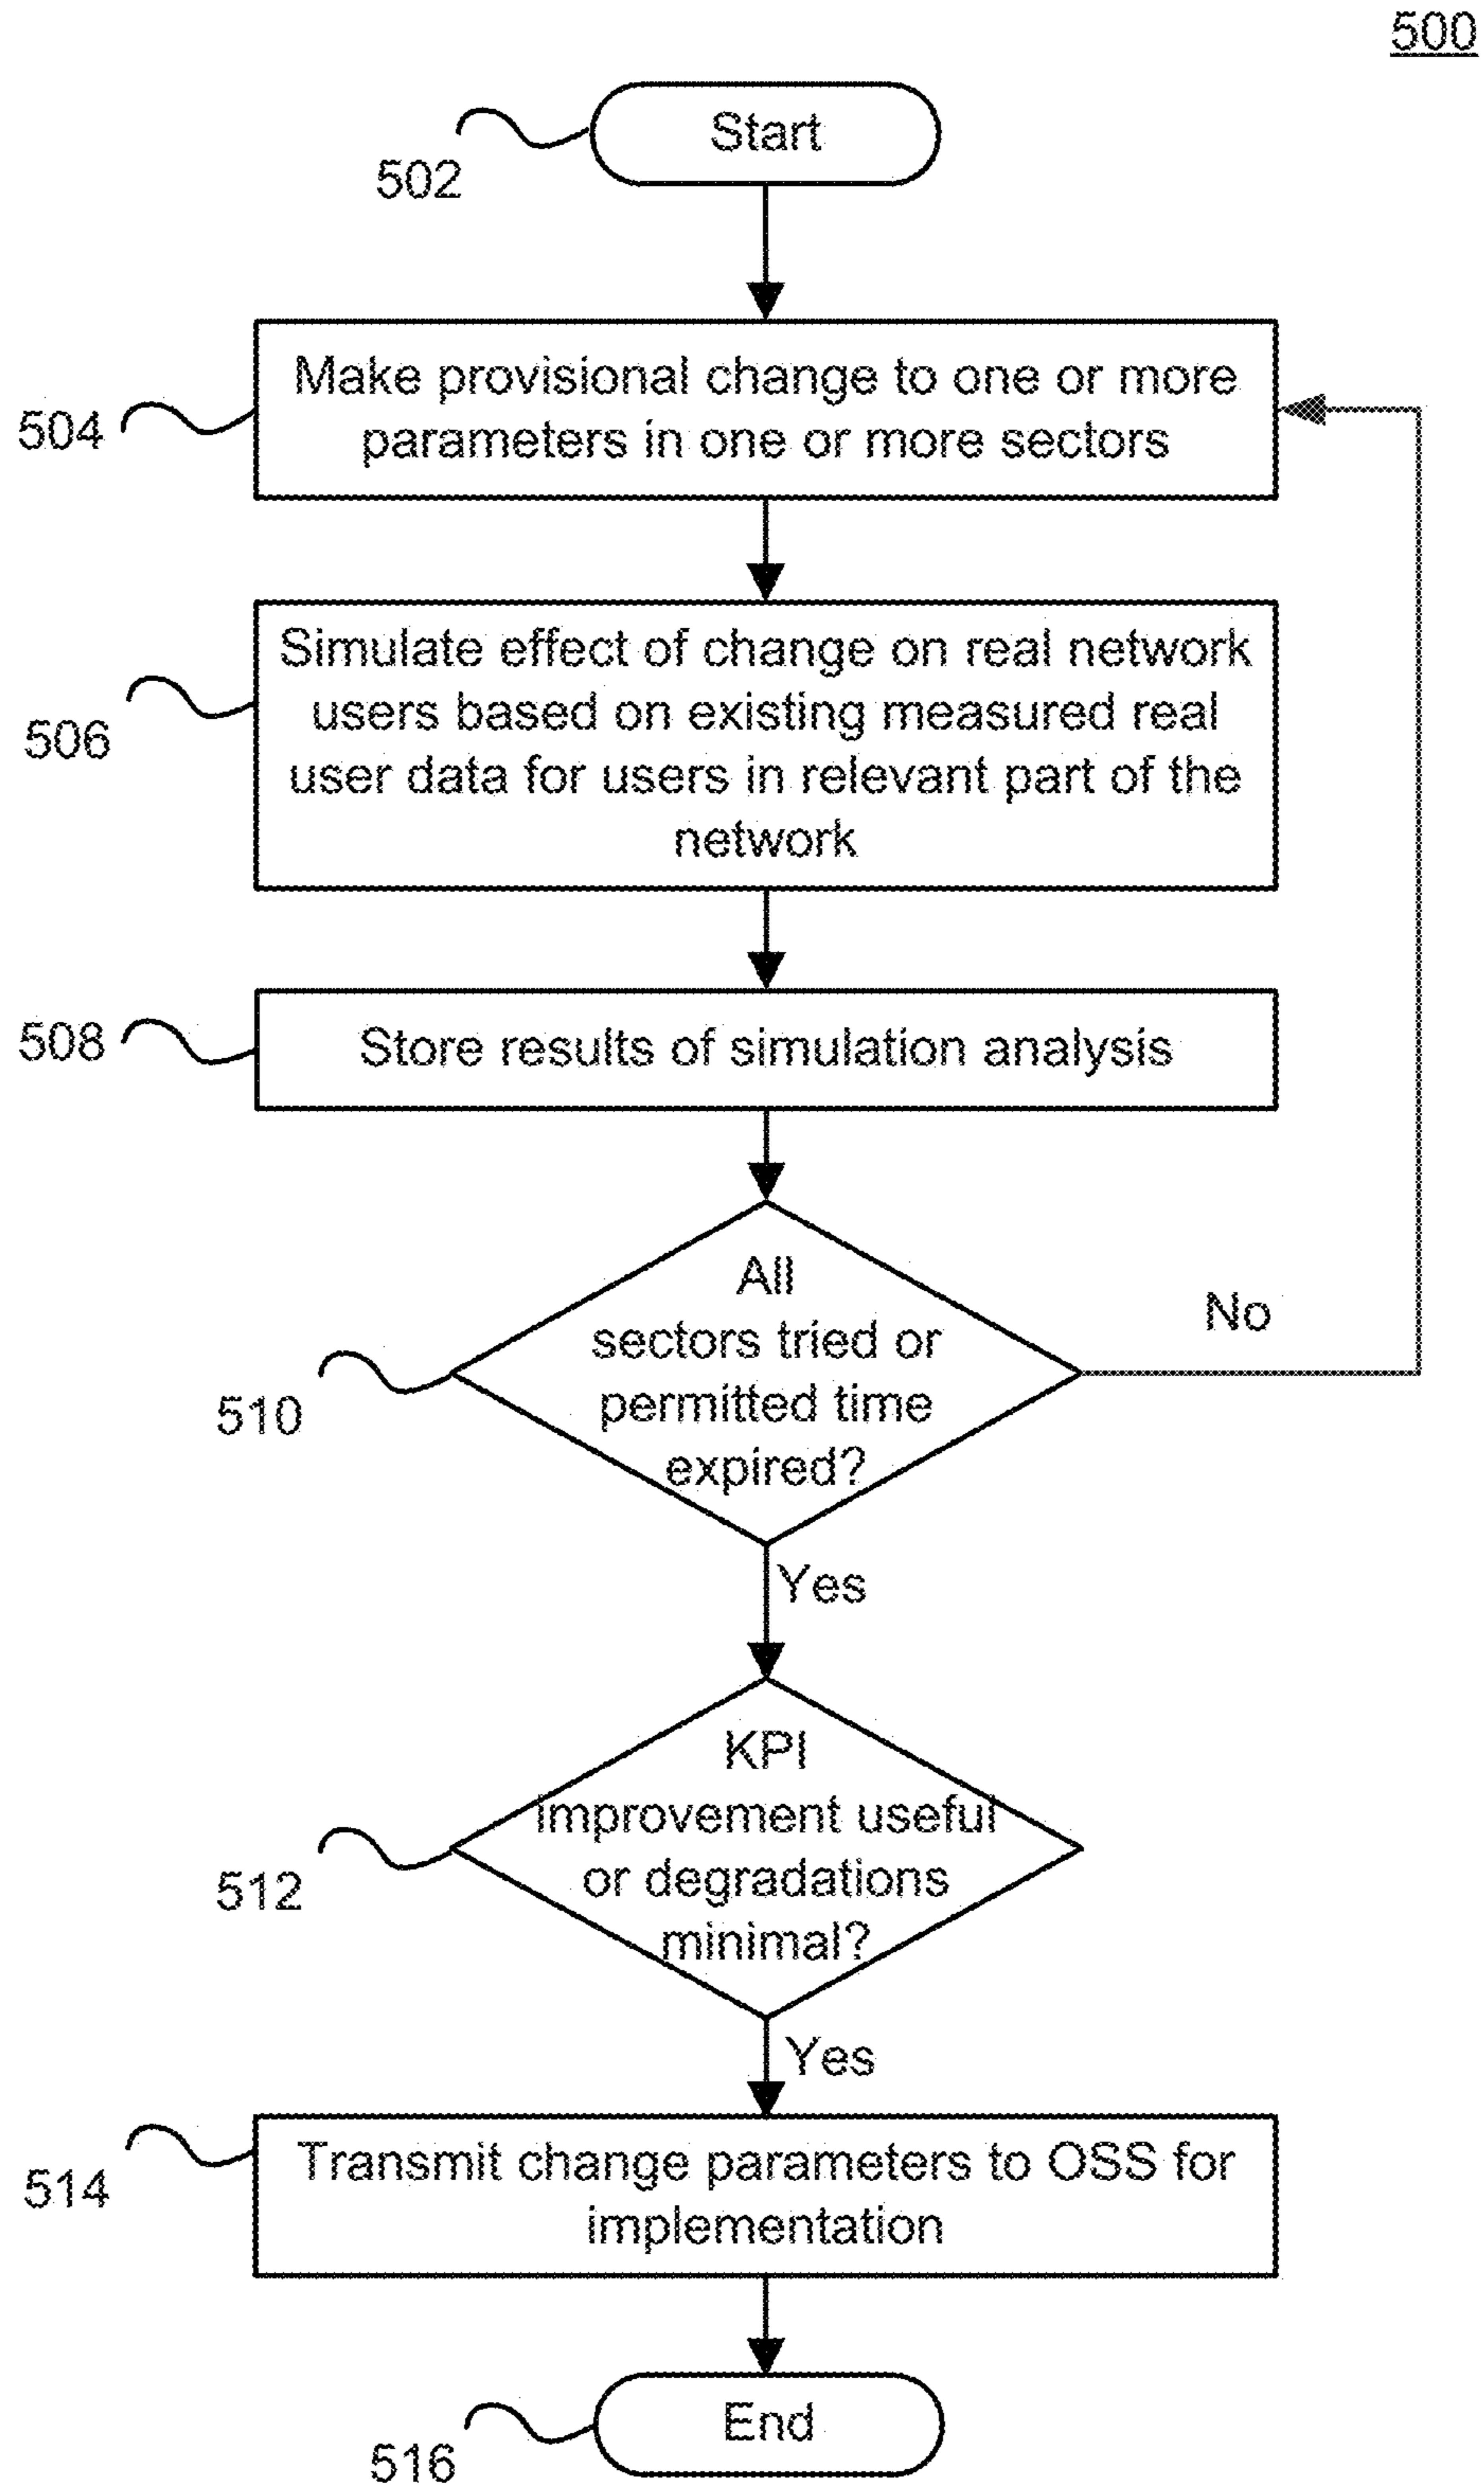 500
Start
502
Make provisional change to one or more
parameters in one or more sectors
504
Simulate effect of change on real network
users based on existing measured real
user data for users in relevant part of the
network
506
Store results of simulation analysis
508
All
sectors tried or
permitted time
expired?
No
510
Yes
KPI
improvement useful
or degradations
minimal?
512
Yes
Transmit change parameters to OSS for
implementation
514
End
516